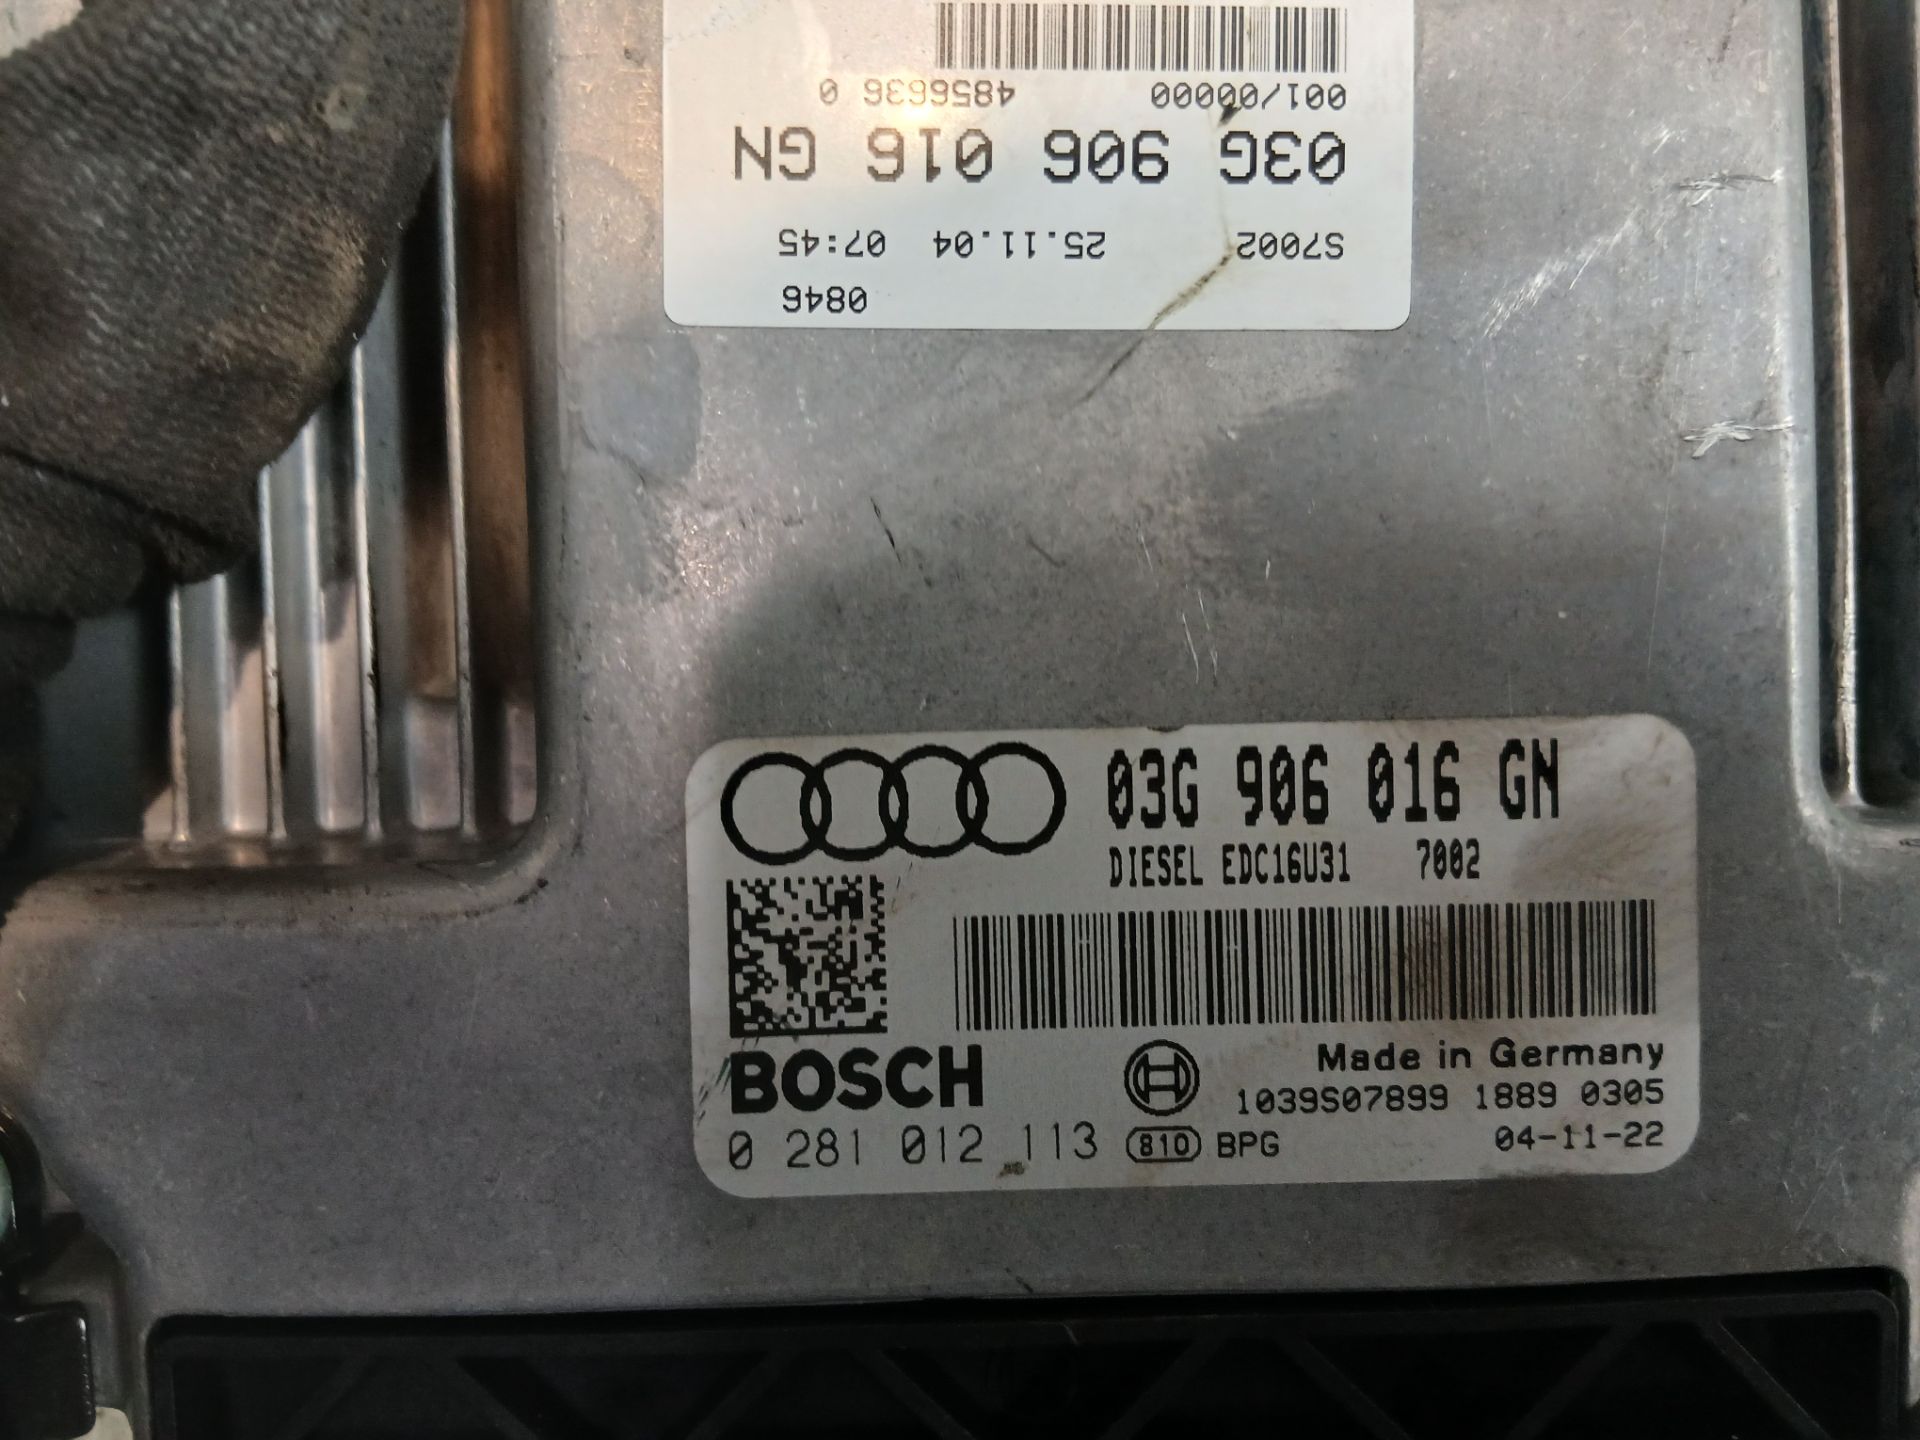 0846
S7002 25.11.04 07:45
03G 906 016 GN
001/00000 4856636 0
03G 906 016 GN
DIESEL EDC16U31 7002
BOSCH
Made in Germany
1039S07899 1889 0305
0 281 012 113 810 BPG 04-11-22